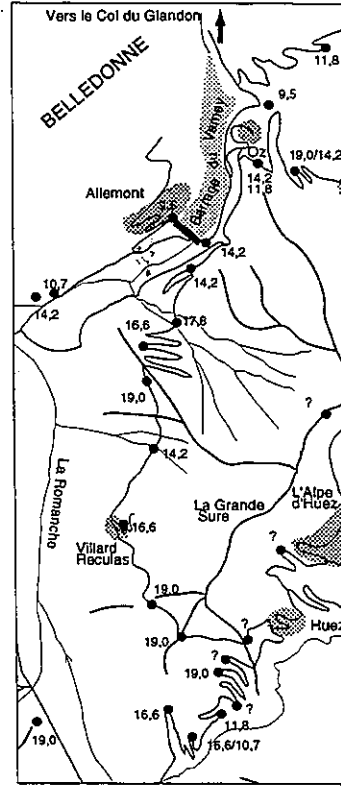 Vers le Col du Glandon
BELLEDONNE
11,8
9,5
Barrage du Verney
Oz
19,0/14,2
14,2
11,8
Allemont
14,2
14,2
10,7
14,2
17,8
16,6
19,0
?
14,2
La Romanche
La Grande
Sure
L'Alpe
d'Huez
16,6
Villard
Reculas
?
19,0
19,0
?
Huez
?
19,0
16,6
?
11,8
19,0
16,6/10,7